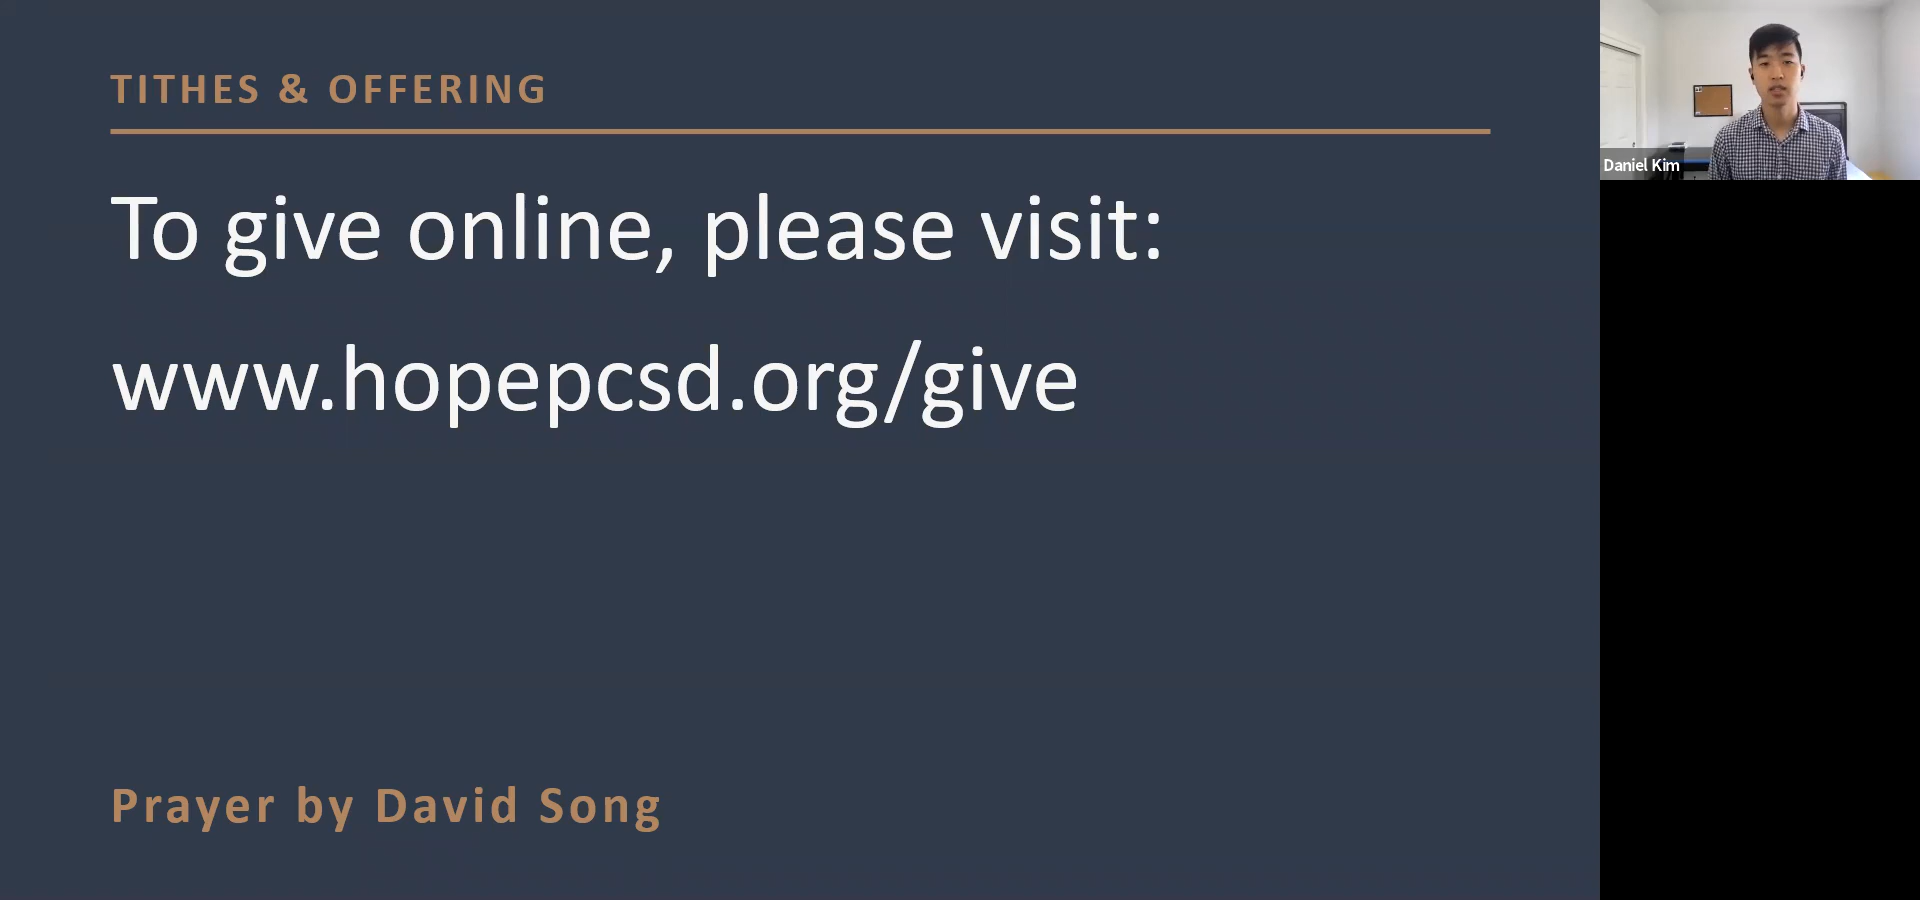 TITHES & OFFERING
To give online, please visit:
www.hopepcsd.org/give
Prayer by David Song
Daniel Kim